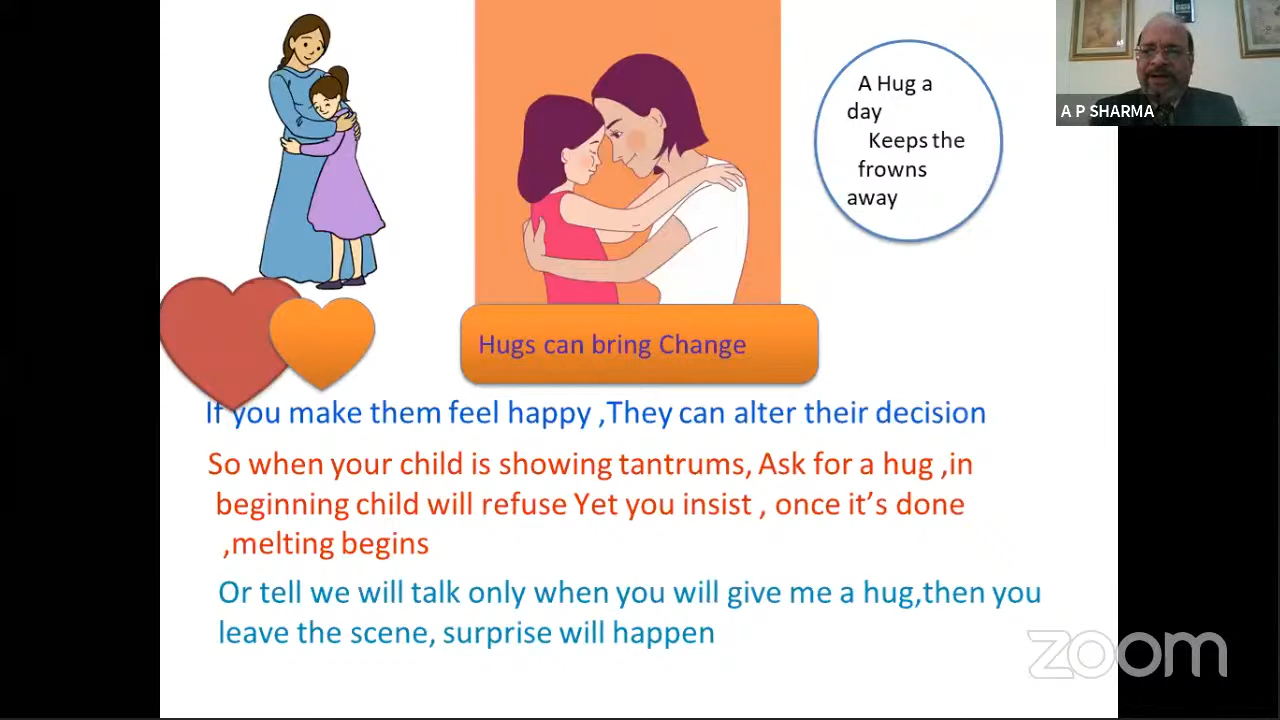 A Hug a
day
Keeps the
frowns
away
A P SHARMA
Hugs can bring Change
If you make them feel happy ,They can alter their decision
So when your child is showing tantrums, Ask for a hug ,in
beginning child will refuse Yet you insist , once it’s done
,melting begins
Or tell we will talk only when you will give me a hug,then you
leave the scene, surprise will happen
zoom